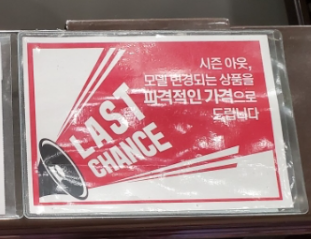 시즌 아웃,
모델 변경되는 상품을
파격적인 가격으로
드립니다
LAST
CHANCE